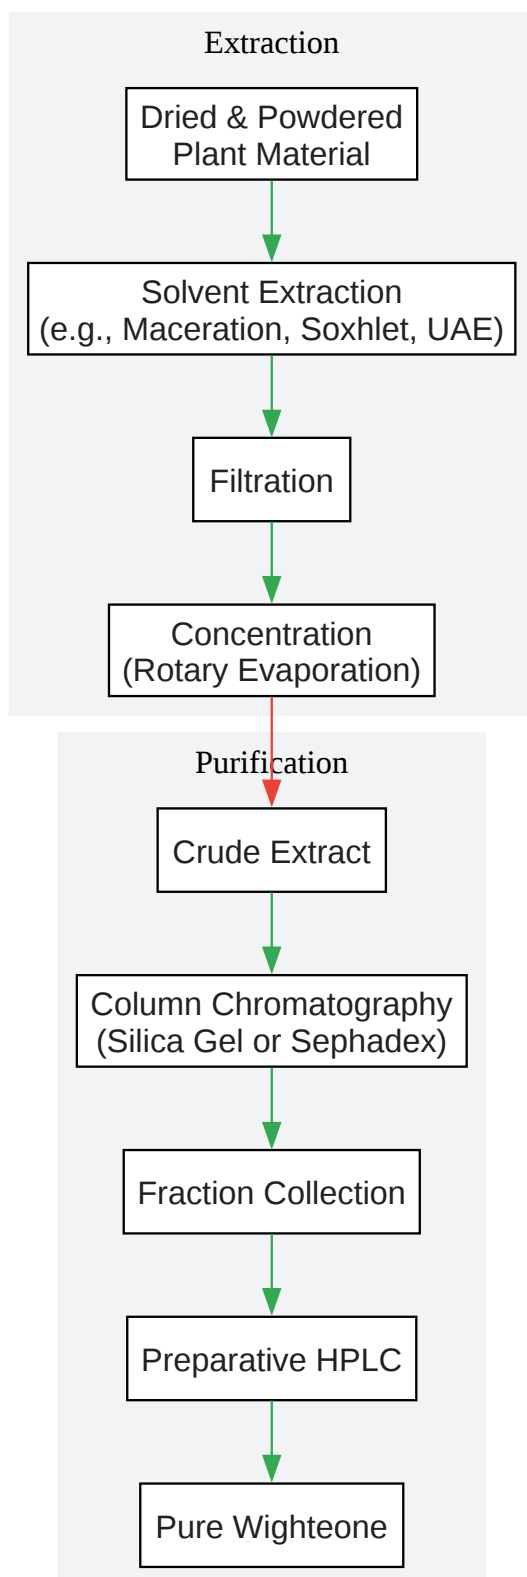 Extraction
Dried & Powdered
Plant Material
Solvent Extraction
(e.g., Maceration, Soxhlet, UAE)
Filtration
Concentration
(Rotary Evaporation)
Purification
Crude Extract
Column Chromatography
(Silica Gel or Sephadex)
Fraction Collection
Preparative HPLC
Pure Wighteone